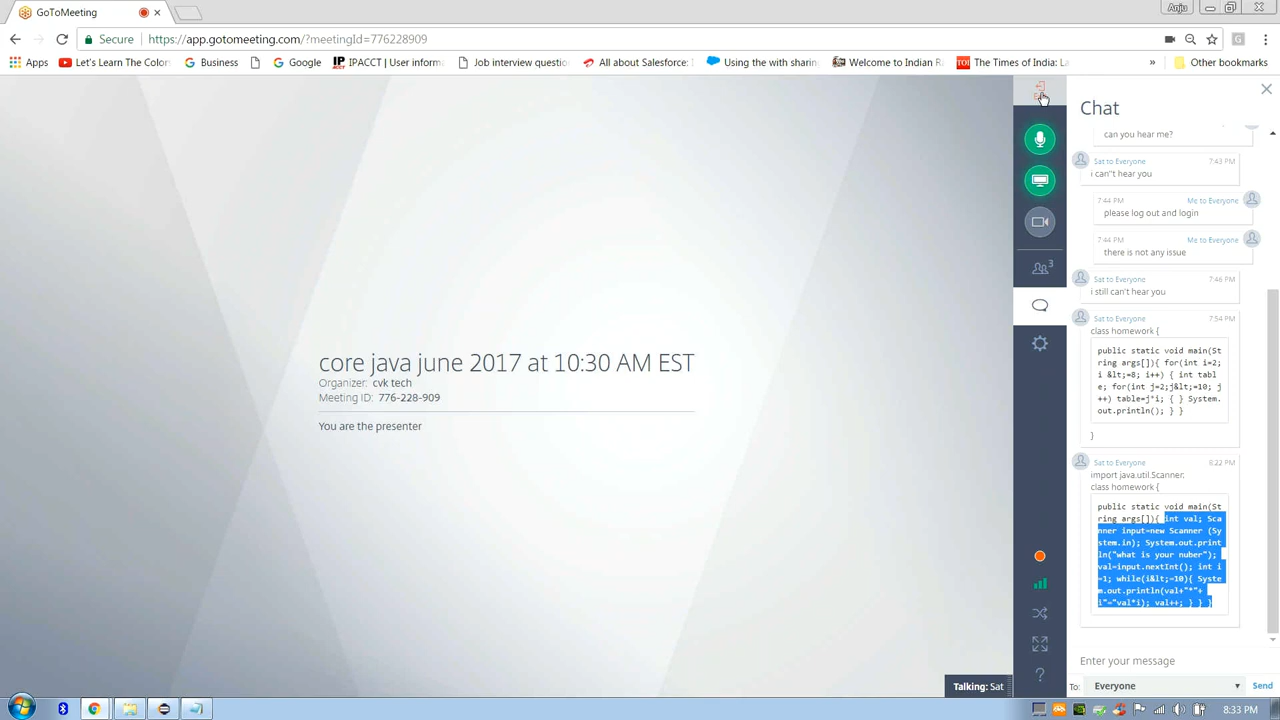 GoToMeeting
Anja
Secure
https://app.gotomeeting.com/?meetingId=776228909
Apps
Let's Learn The Colors
Business
Google
IPACCT | User inform
Job interview questio
All about Salesforce:
Using the with sharing
Welcome to Indian R
The Times of India: La
»
Other bookmarks
core java june 2017 at 10:30 AM EST
Organizer: cvk tech
Meeting ID: 776-228-909
You are the presenter
Talking: Sat
3
?
Chat
can you hear me?
Sat to Everyone 7:43 PM
i can"t hear you
7:44 PM Me to Everyone
please log out and login
7:44 PM Me to Everyone
there is not any issue
Sat to Everyone 7:46 PM
i still can't hear you
Sat to Everyone 7:54 PM
class homework {
public static void main(St
ring args[]){ for(int i=2;
i &lt;=8; i++) { int tabl
e; for(int j=2;j&lt;=10; j
++) table=j*i; { } System.
out.println(); } }
}
Sat to Everyone 8:22 PM
import java.util.Scanner;
class homework {
public static void main(St
ring args[]){ int val; Sca
nner input=new Scanner (Sy
stem.in); System.out.print
ln("what is your nuber");
val=input.nextInt(); int i
=1; while(i&lt;=10){ Syste
m.out.println(val+"*"+
i"="val*i); val++; } } }
Enter your message
To: Everyone Send
8:33 PM